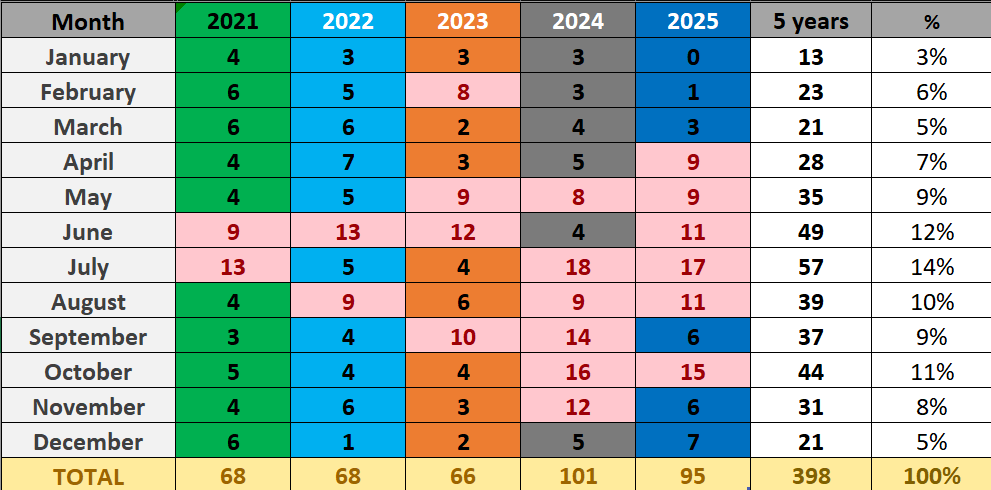 Month 2021 2022 2023 2024 2025 5 years %
January 4 3 3 3 0 13 3%
February 6 5 8 3 1 23 6%
March 6 6 2 4 3 21 5%
April 4 7 3 5 9 28 7%
May 4 5 9 8 9 35 9%
June 9 13 12 4 11 49 12%
July 13 5 4 18 17 57 14%
August 4 9 6 9 11 39 10%
September 3 4 10 14 6 37 9%
October 5 4 4 16 15 44 11%
November 4 6 3 12 6 31 8%
December 6 1 2 5 7 21 5%
TOTAL 68 68 66 101 95 398 100%